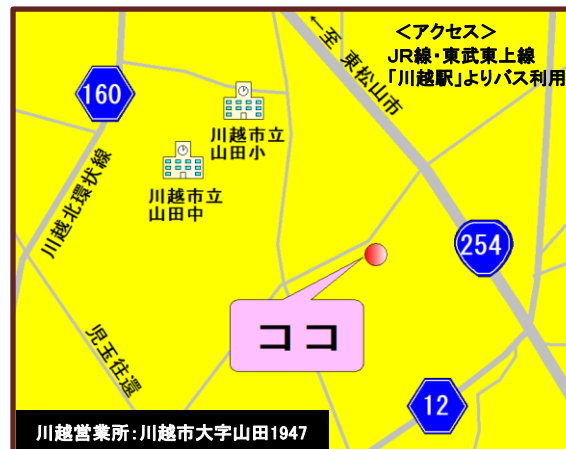 ＜アクセス＞
JR線・東武東上線
「川越駅」よりバス利用
←至 東松山市
160
川越市立
山田小
川越市立
山田中
川越北環状線
254
ココ
児玉往還
12
川越営業所：川越市大字山田1947